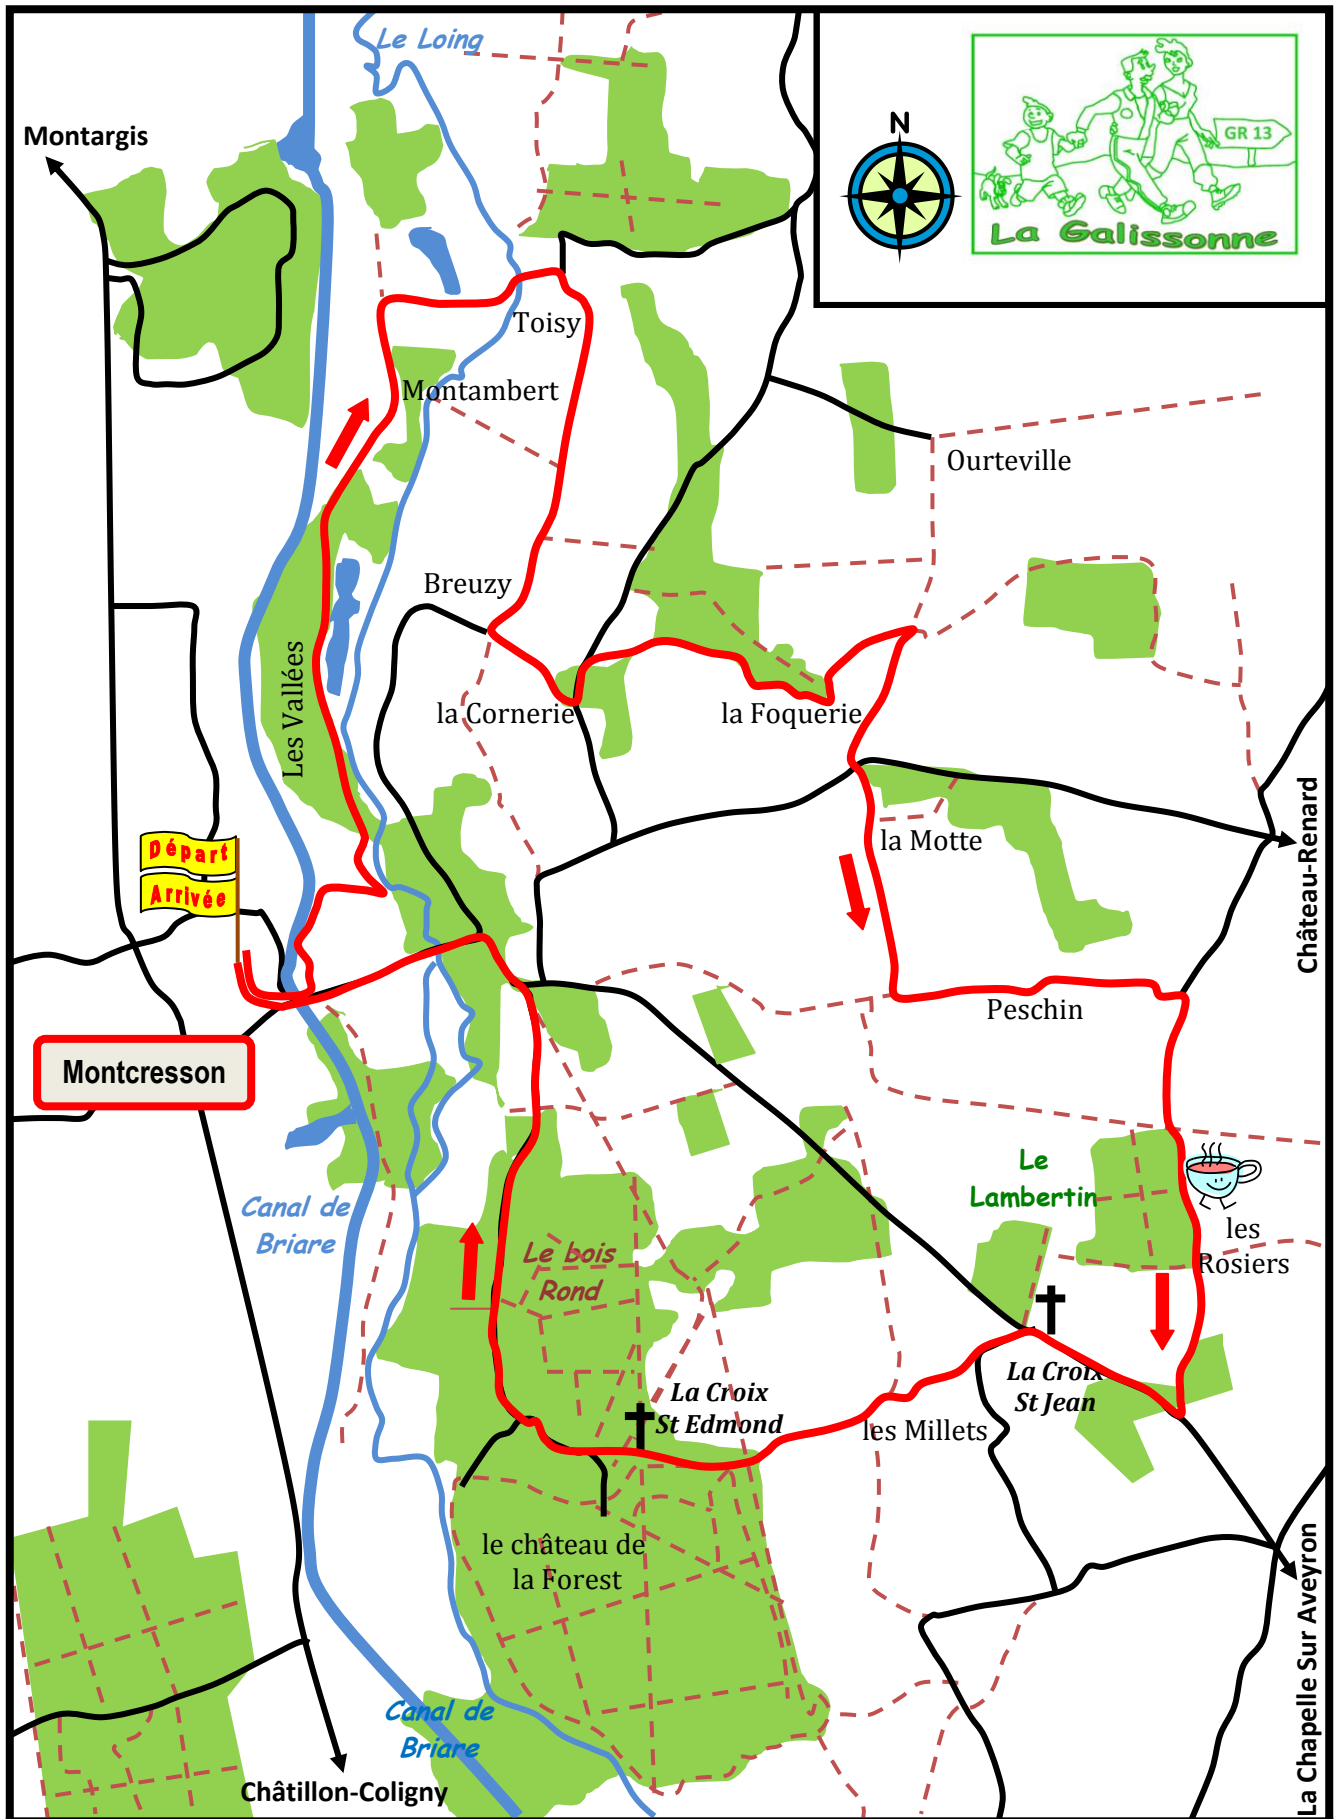 Le Loing
Montargis
N
GR 13
La Galissonne
Toisy
Montambert
Ourteville
Breuzy
Les Vallées
la Cornerie
la Foquerie
la Motte
Château-Renard
Départ
Arrivée
Peschin
Montcresson
Le
Lambertin
Canal de
Briare
les
Rosiers
Le bois
Rond
La Croix
St Jean
La Croix
St Edmond
les Millets
le château de
la Forest
La Chapelle Sur Aveyron
Canal de
Briare
Châtillon-Coligny